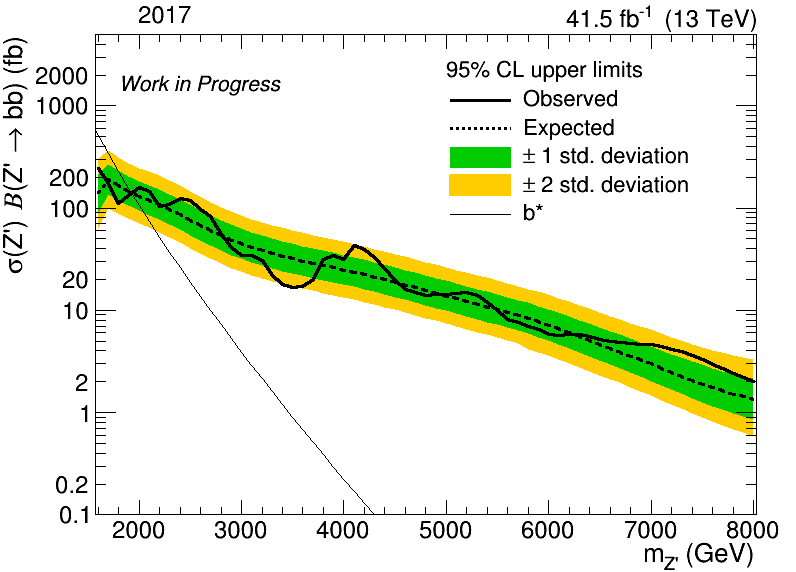 2017
41.5 fb⁻¹ (13 TeV)
σ(Z') B(Z' → bb) (fb)
Work in Progress
95% CL upper limits
Observed
Expected
± 1 std. deviation
± 2 std. deviation
b*
2000
1000
200
100
20
10
2
1
0.2
0.1
2000 3000 4000 5000 6000 7000 8000
m_Z' (GeV)